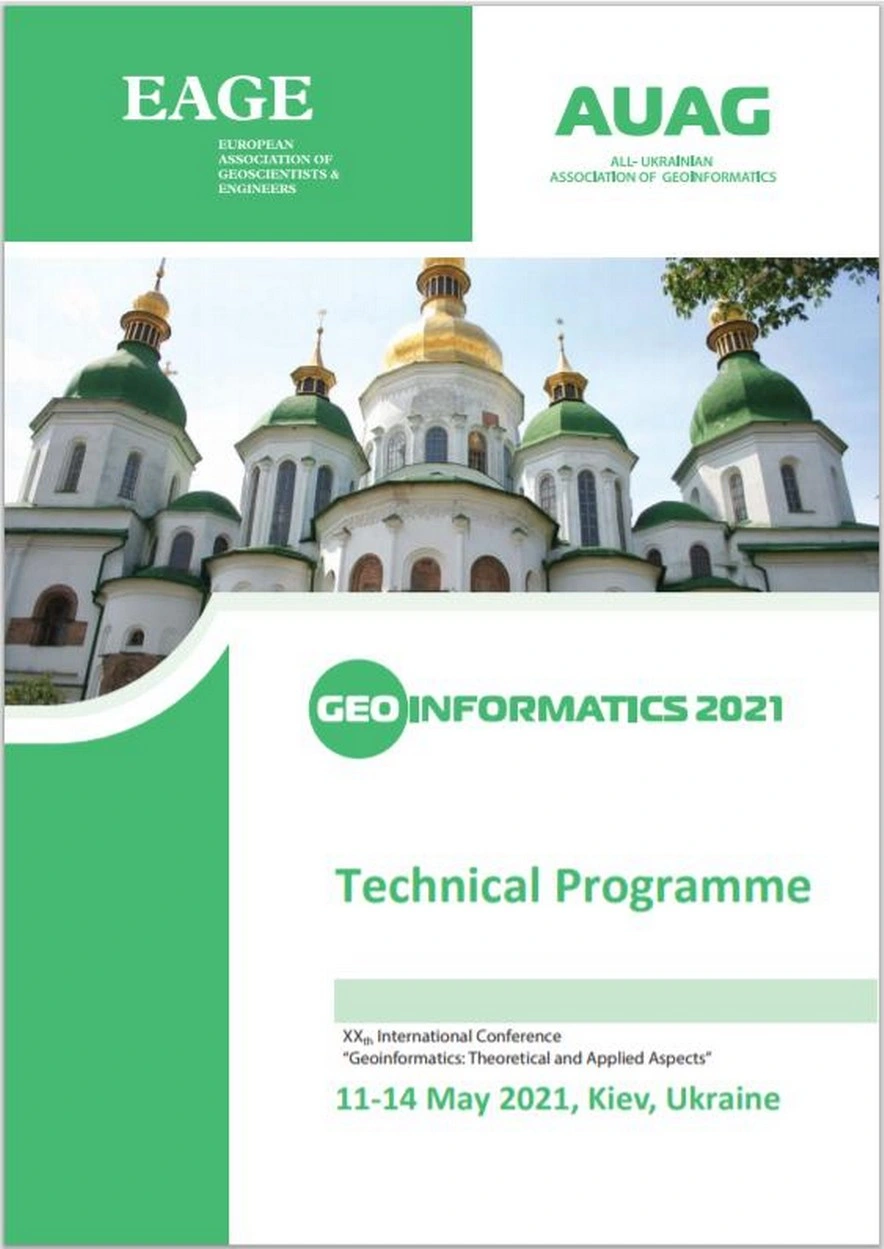 EAGE
EUROPEAN
ASSOCIATION OF
GEOSCIENTISTS &
ENGINEERS
AUAG
ALL- UKRAINIAN
ASSOCIATION OF GEOINFORMATICS
GEOINFORMATICS 2021
Technical Programme
XXth International Conference
"Geoinformatics: Theoretical and Applied Aspects"
11-14 May 2021, Kiev, Ukraine